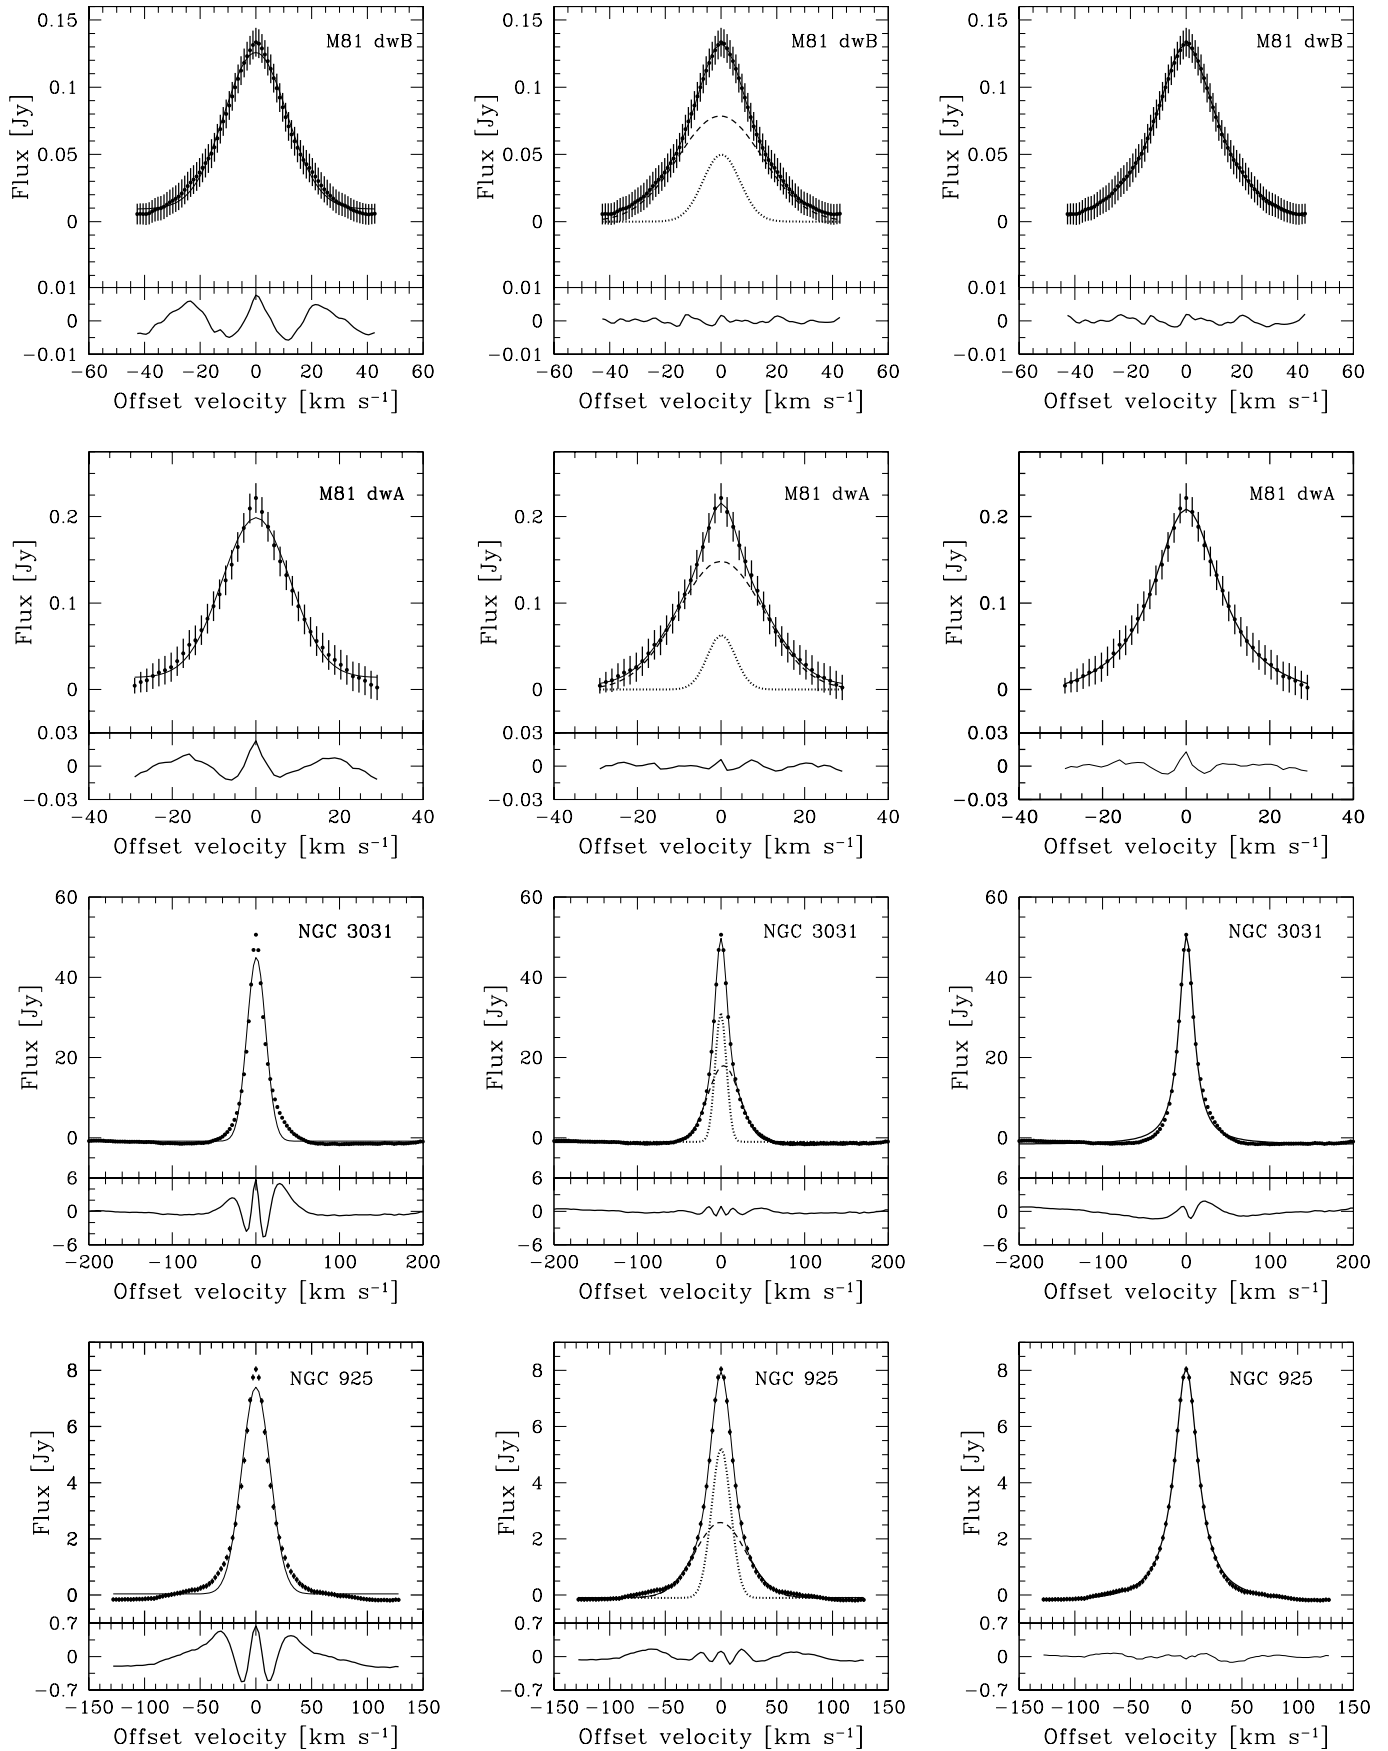 M81 dwB
Flux [Jy]
0.15
0.1
0.05
0
0.01
0
−0.01
−60 −40 −20 0 20 40 60
Offset velocity [km s⁻¹]
M81 dwB
Flux [Jy]
0.15
0.1
0.05
0
0.01
0
−0.01
−60 −40 −20 0 20 40 60
Offset velocity [km s⁻¹]
M81 dwB
Flux [Jy]
0.15
0.1
0.05
0
0.01
0
−0.01
−60 −40 −20 0 20 40 60
Offset velocity [km s⁻¹]
M81 dwA
Flux [Jy]
0.2
0.1
0
0.03
0
−0.03
−40 −20 0 20 40
Offset velocity [km s⁻¹]
M81 dwA
Flux [Jy]
0.2
0.1
0
0.03
0
−0.03
−40 −20 0 20 40
Offset velocity [km s⁻¹]
M81 dwA
Flux [Jy]
0.2
0.1
0
0.03
0
−0.03
−40 −20 0 20 40
Offset velocity [km s⁻¹]
NGC 3031
Flux [Jy]
60
40
20
0
6
0
−6
−200 −100 0 100 200
Offset velocity [km s⁻¹]
NGC 3031
Flux [Jy]
60
40
20
0
6
0
−6
−200 −100 0 100 200
Offset velocity [km s⁻¹]
NGC 3031
Flux [Jy]
60
40
20
0
6
0
−6
−200 −100 0 100 200
Offset velocity [km s⁻¹]
NGC 925
Flux [Jy]
8
6
4
2
0
0.7
0
−0.7
−150 −100 −50 0 50 100 150
Offset velocity [km s⁻¹]
NGC 925
Flux [Jy]
8
6
4
2
0
0.7
0
−0.7
−150 −100 −50 0 50 100 150
Offset velocity [km s⁻¹]
NGC 925
Flux [Jy]
8
6
4
2
0
0.7
0
−0.7
−150 −100 −50 0 50 100 150
Offset velocity [km s⁻¹]